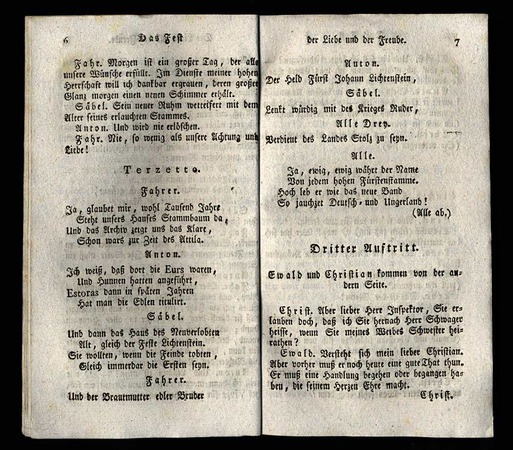 6
Das Fest
Fahr. Morgen ist ein großer Tag, der alle
unsere Wünsche erfüllt. Im Dienste meiner hohen
Herrschaft will ich dankbar ergrauen, deren großer
Glanz morgen einen neuen Schimmer erhält.
Säbel. Sein neuer Ruhm wetteifert mit dem
Alter seines erlauchten Stammes.
Anton. Und wird nie erlöschen.
Fahr. Nie, so wenig als unsere Achtung und
Liebe!
Terzetto.
Fahrer.
Ja, glaubet mir, wohl tausend Jahre
Steht unsers Hauses Stammbaum da,
Und das Archiv zeigt uns das Klare,
Schon wars zur Zeit des Attila.
Anton.
Ich weiß, daß dort die Eurs waren,
Und Hunnen hatten angeführt,
Estoras dann in späten Jahren
Hat man die Edlen titulirt.
Säbel.
Und dann das Haus des Neuverlobten
Alt, gleich der Feste Lichtenstein.
Sie wollten, wenn die Feinde tobten,
Gleich immerdar die Ersten seyn.
Fahrer.
Und der Brautmutter edler Bruder
der Liebe und der Freude.
7
Anton.
Der Held Fürst Johann Lichtenstein,
Säbel.
Lenkt würdig mit des Krieges Ruder,
Alle Drey.
Verdient des Landes Stolz zu seyn.
Alle.
Ja, ewig, ewig währt der Name
Von jedem hohen Fürstenstamme.
Hoch leb er wie das neue Band
So jauchzet Deutsch- und Ungerland!
(Alle ab.)
Dritter Auftritt.
Ewald und Christian kommen von der an-
dern Seite.
Christ. Aber lieber Herr Inspektor, Sie er-
lauben doch, daß ich Sie hernach Herr Schwager
heisse, wenn Sie meines Weibes Schwester hei-
rathen?
Ewald. Versteht sich mein lieber Christian.
Aber vorher muß er noch heute eine gute That thun.
Er muß eine Handlung begehen oder begangen ha-
ben, die seinem Herzen Ehre macht.
Christ.